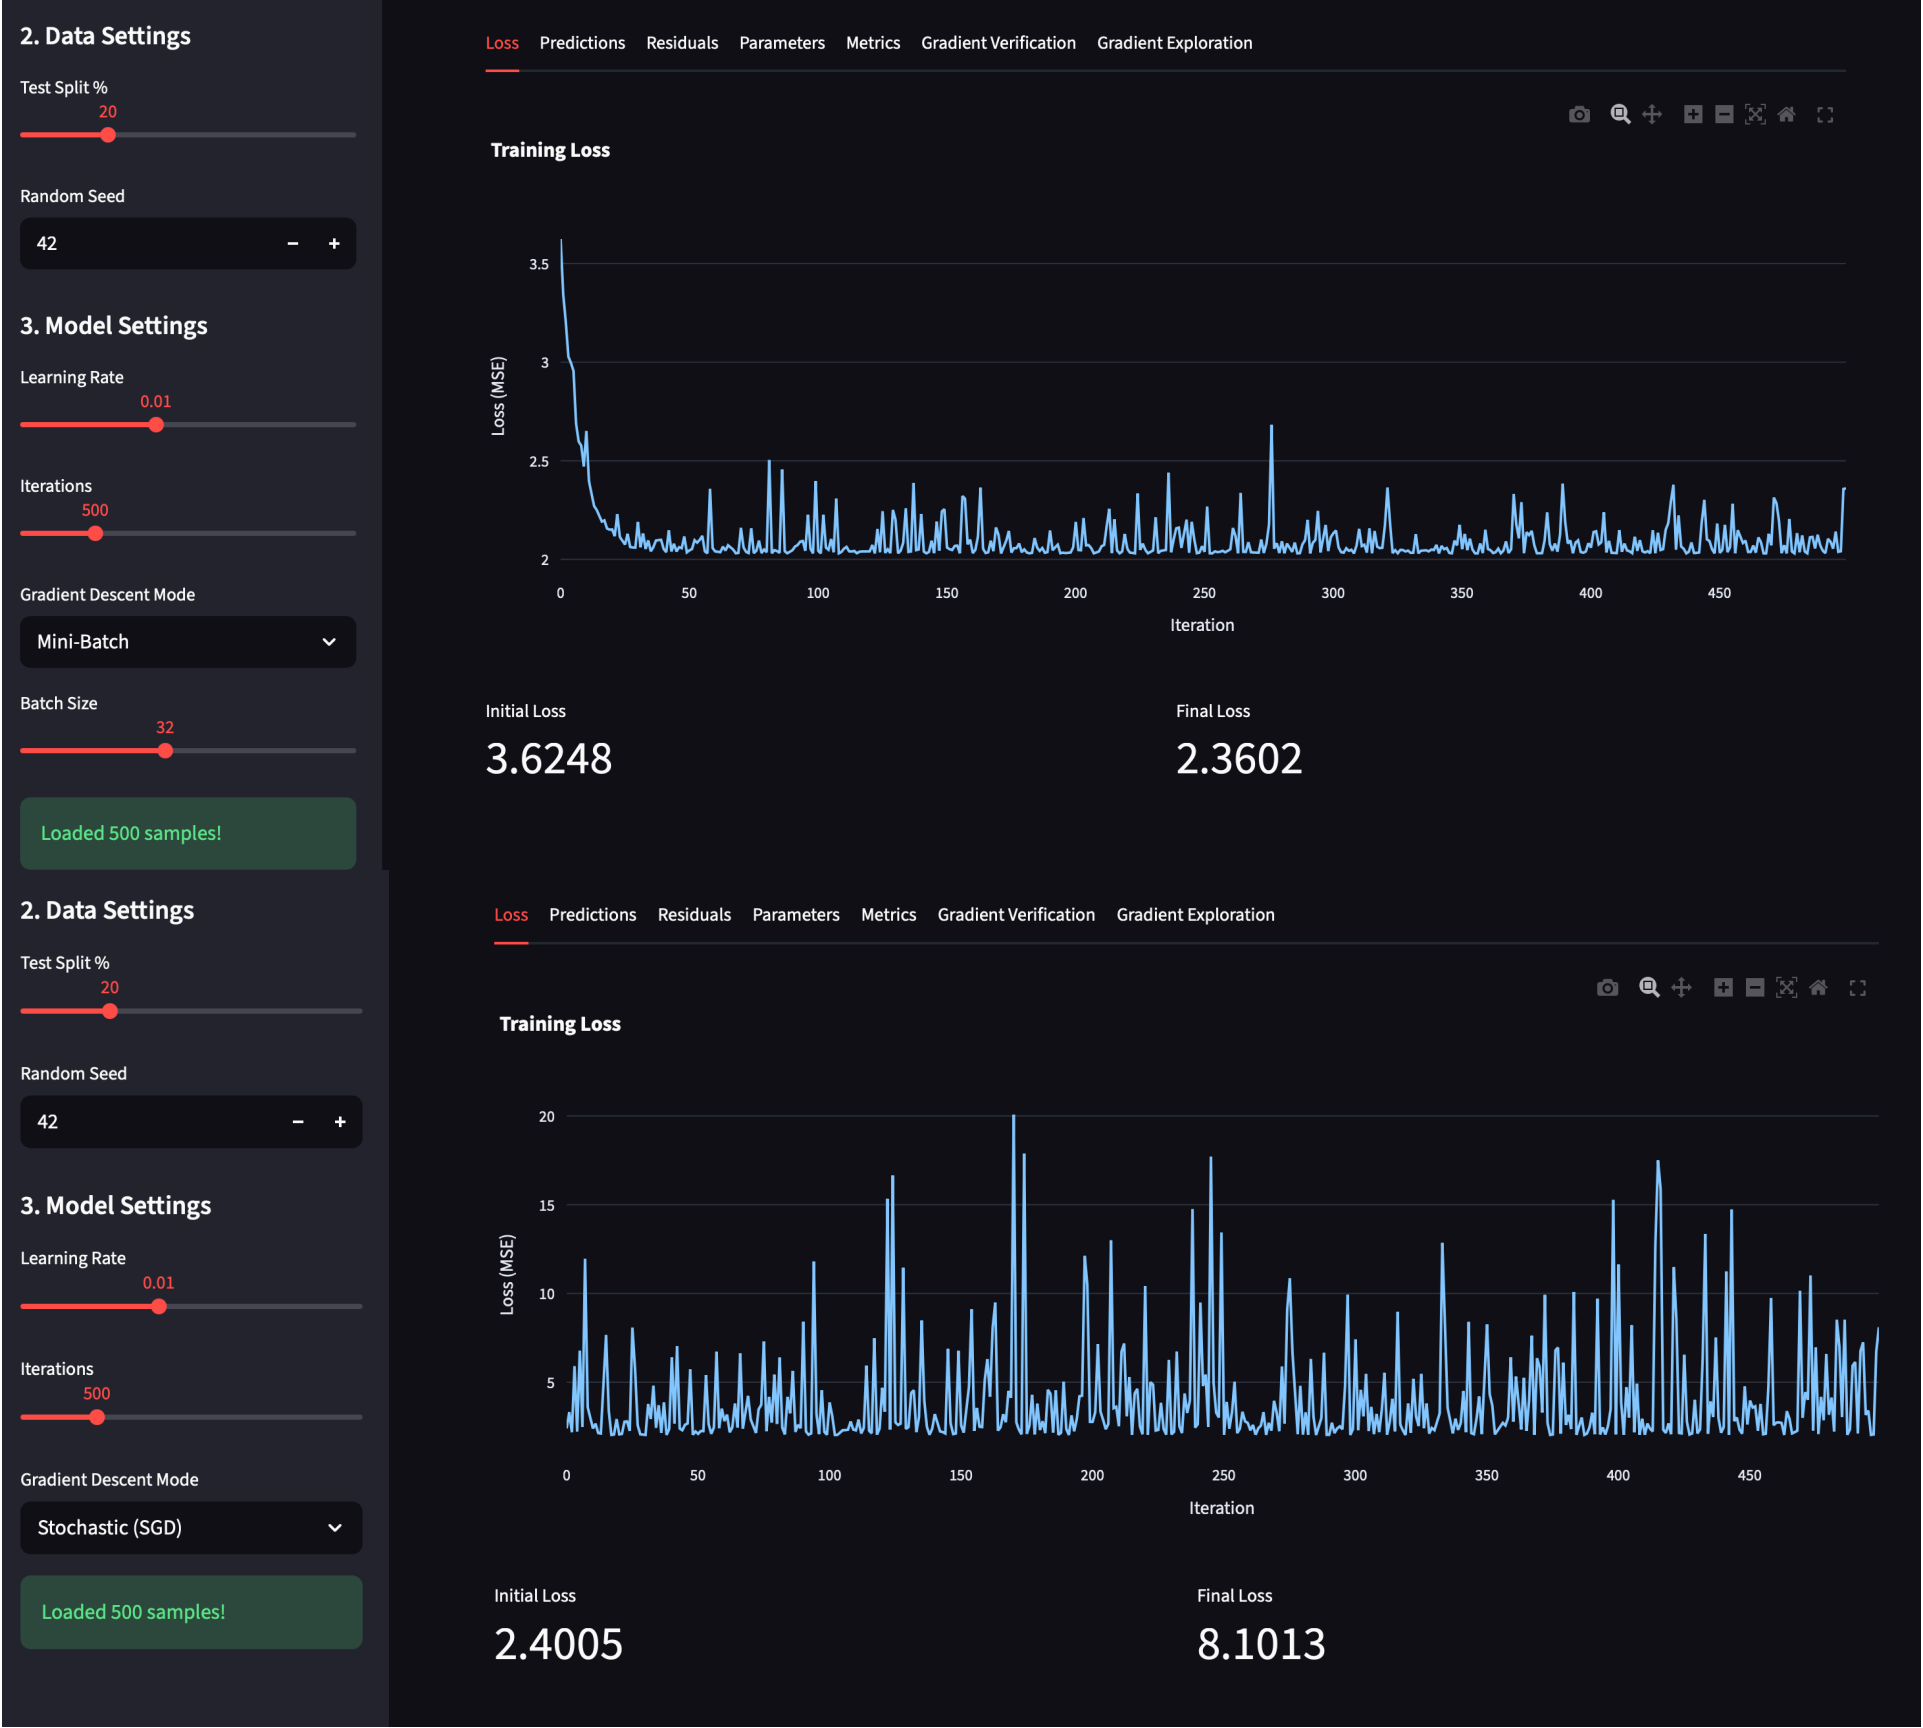 2. Data Settings
Test Split %
20
Random Seed
42
3. Model Settings
Learning Rate
0.01
Iterations
500
Gradient Descent Mode
Mini-Batch
Batch Size
32
Loaded 500 samples!
Loss Predictions Residuals Parameters Metrics Gradient Verification Gradient Exploration
Training Loss
3.5
3
2.5
2
Loss (MSE)
0 50 100 150 200 250 300 350 400 450
Iteration
Initial Loss
3.6248
Final Loss
2.3602
2. Data Settings
Test Split %
20
Random Seed
42
3. Model Settings
Learning Rate
0.01
Iterations
500
Gradient Descent Mode
Stochastic (SGD)
Loaded 500 samples!
Loss Predictions Residuals Parameters Metrics Gradient Verification Gradient Exploration
Training Loss
20
15
10
5
Loss (MSE)
0 50 100 150 200 250 300 350 400 450
Iteration
Initial Loss
2.4005
Final Loss
8.1013